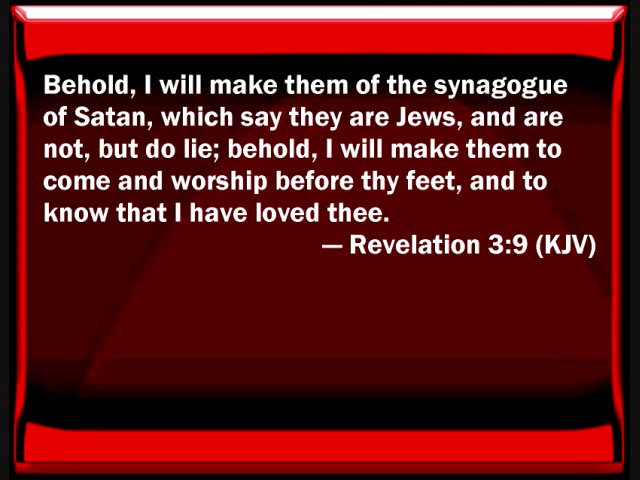 Behold, I will make them of the synagogue
of Satan, which say they are Jews, and are
not, but do lie; behold, I will make them to
come and worship before thy feet, and to
know that I have loved thee.
— Revelation 3:9 (KJV)